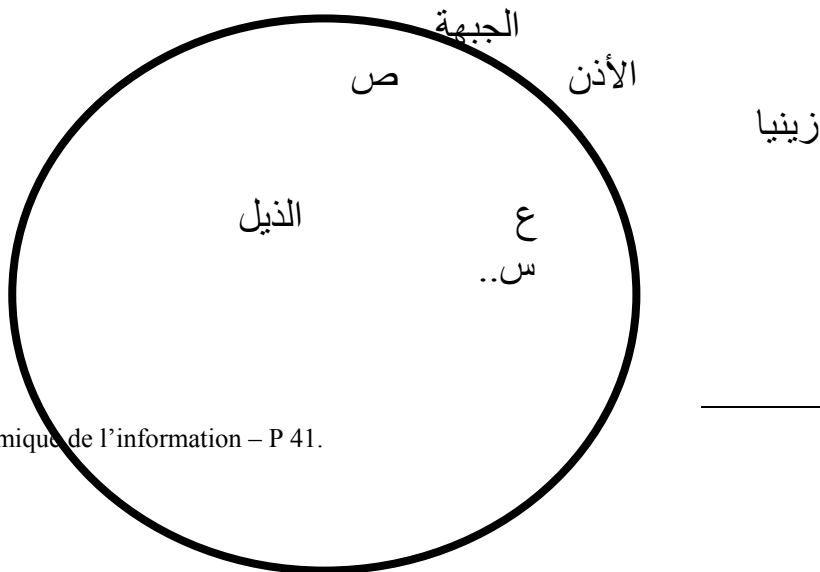 الجبهة
ص الأذن
زينيا
ع الذيل
س..
mique de l’information – P 41.